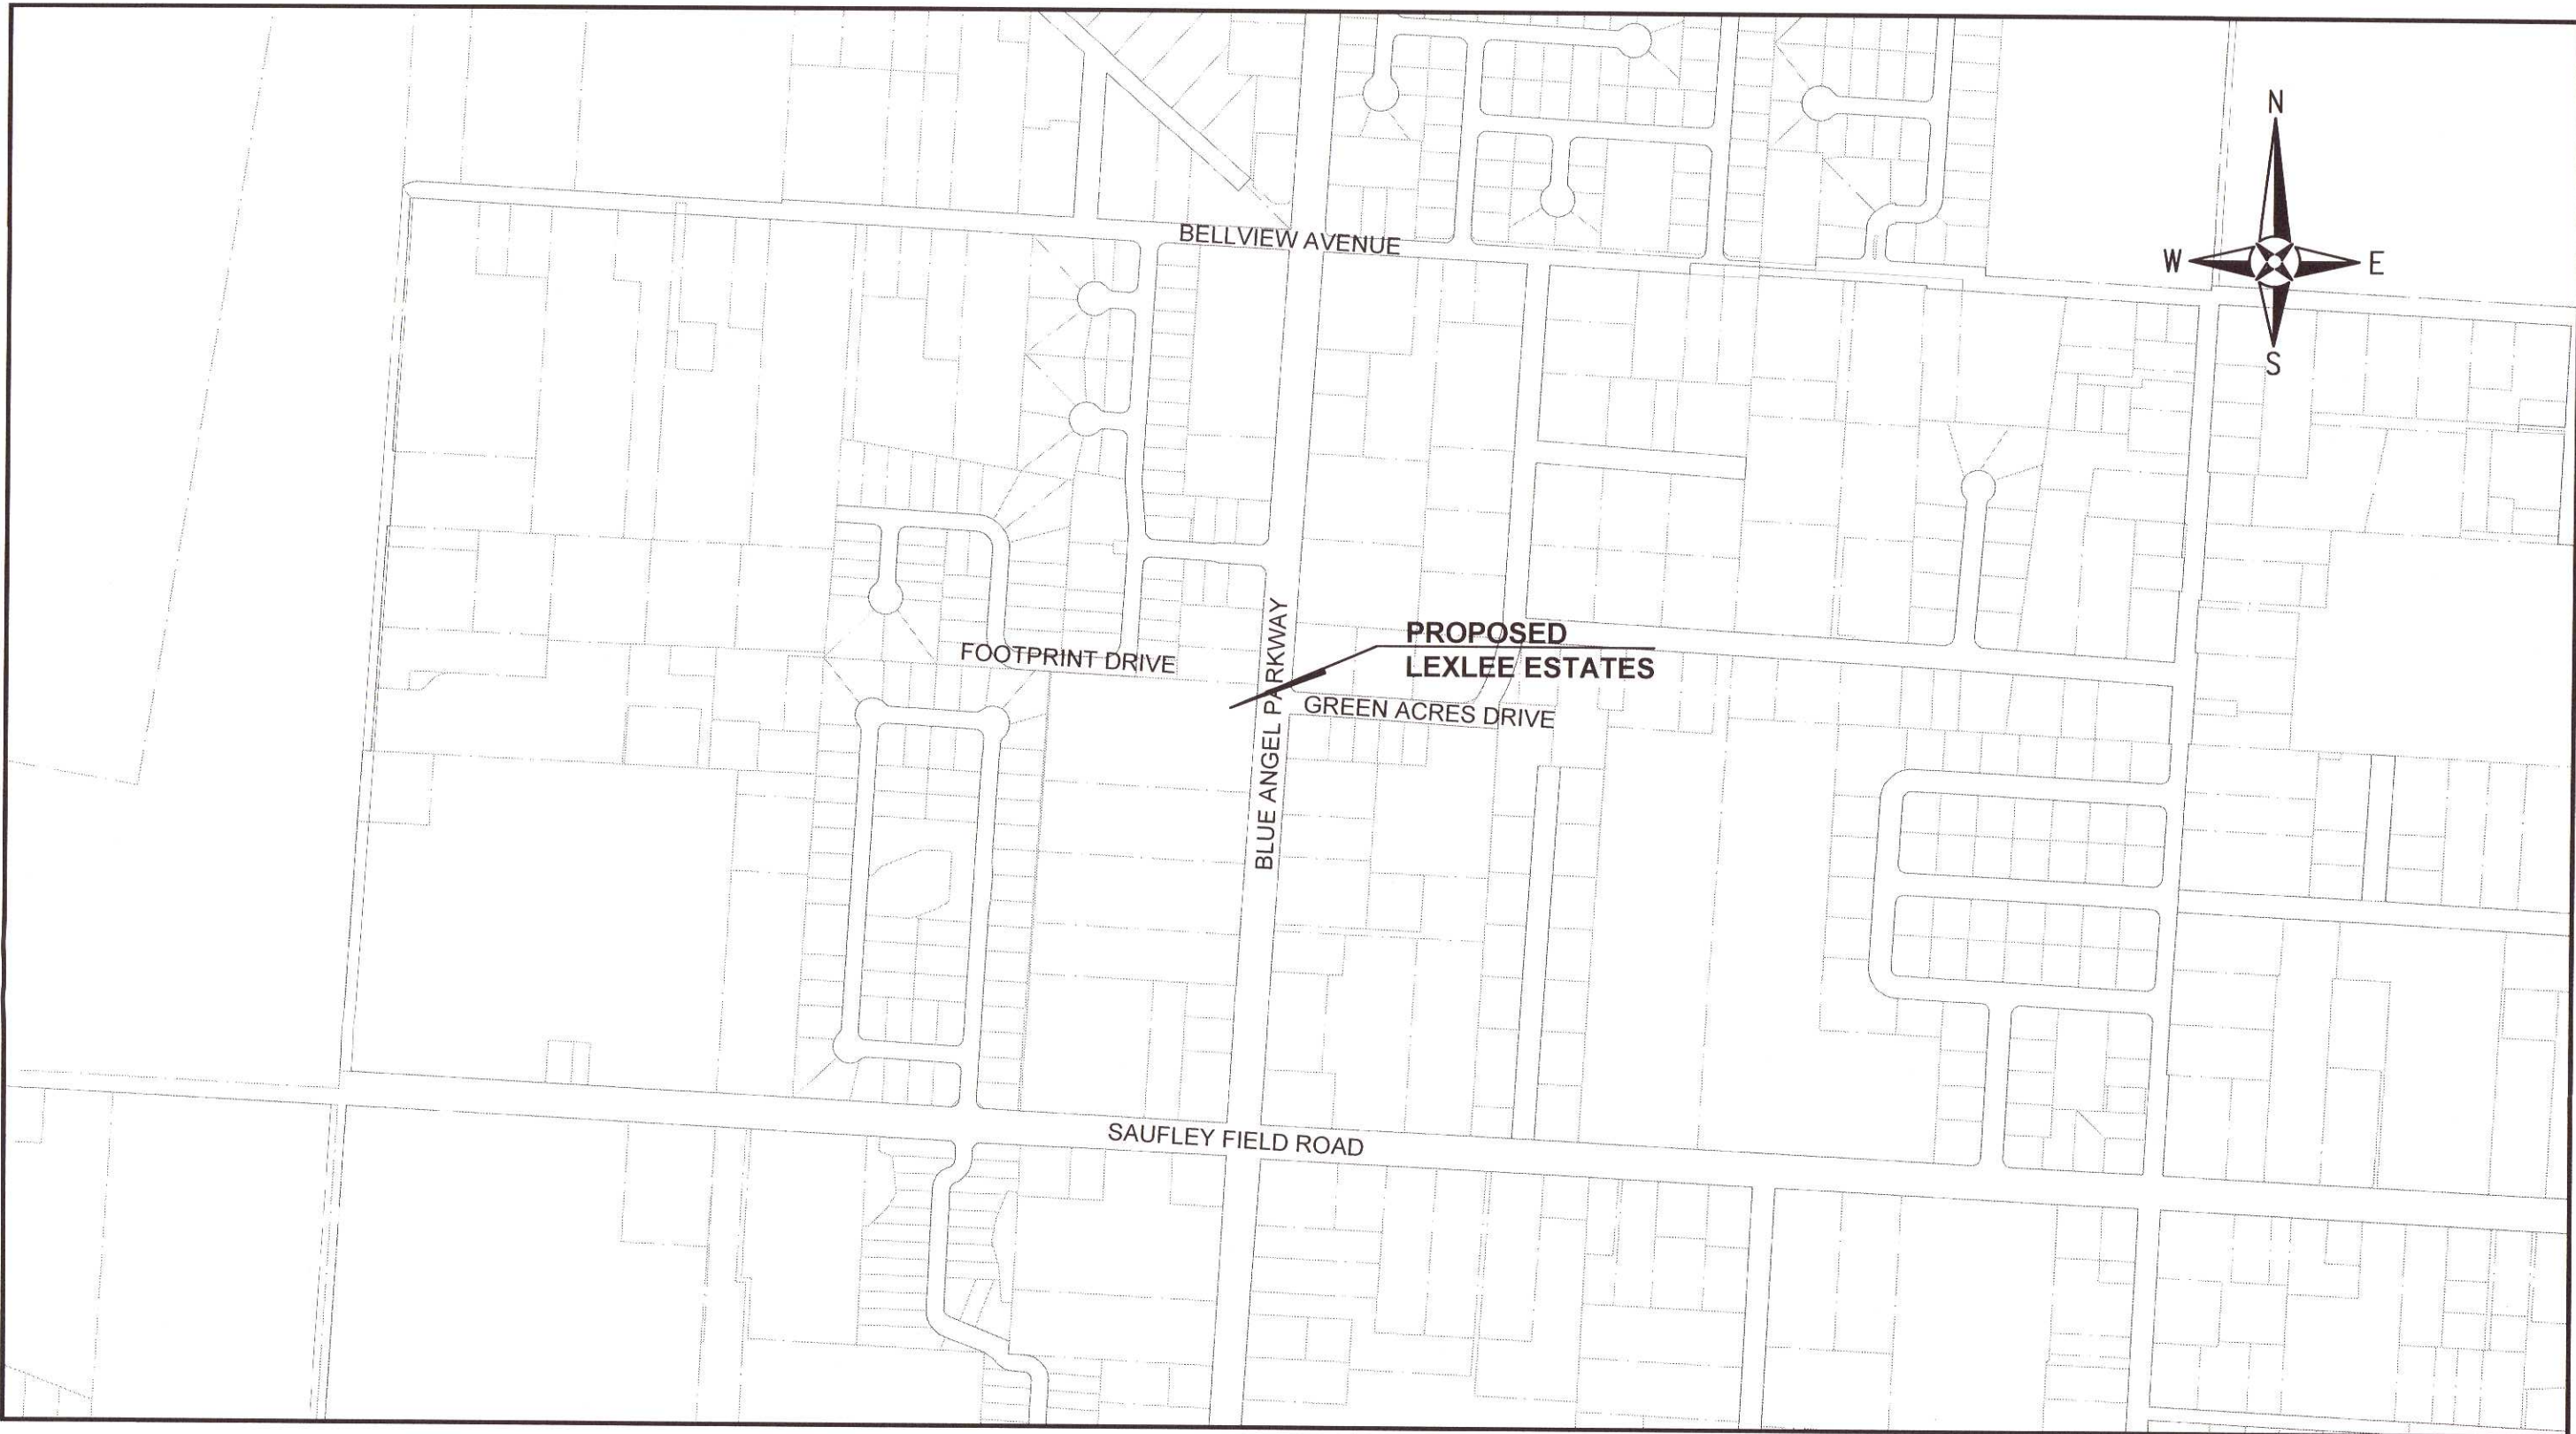 N
BELLVIEW AVENUE
W E
S
PROPOSED
LEXLEE ESTATES
FOOTPRINT DRIVE
GREEN ACRES DRIVE
BLUE ANGEL PARKWAY
SAUFLEY FIELD ROAD